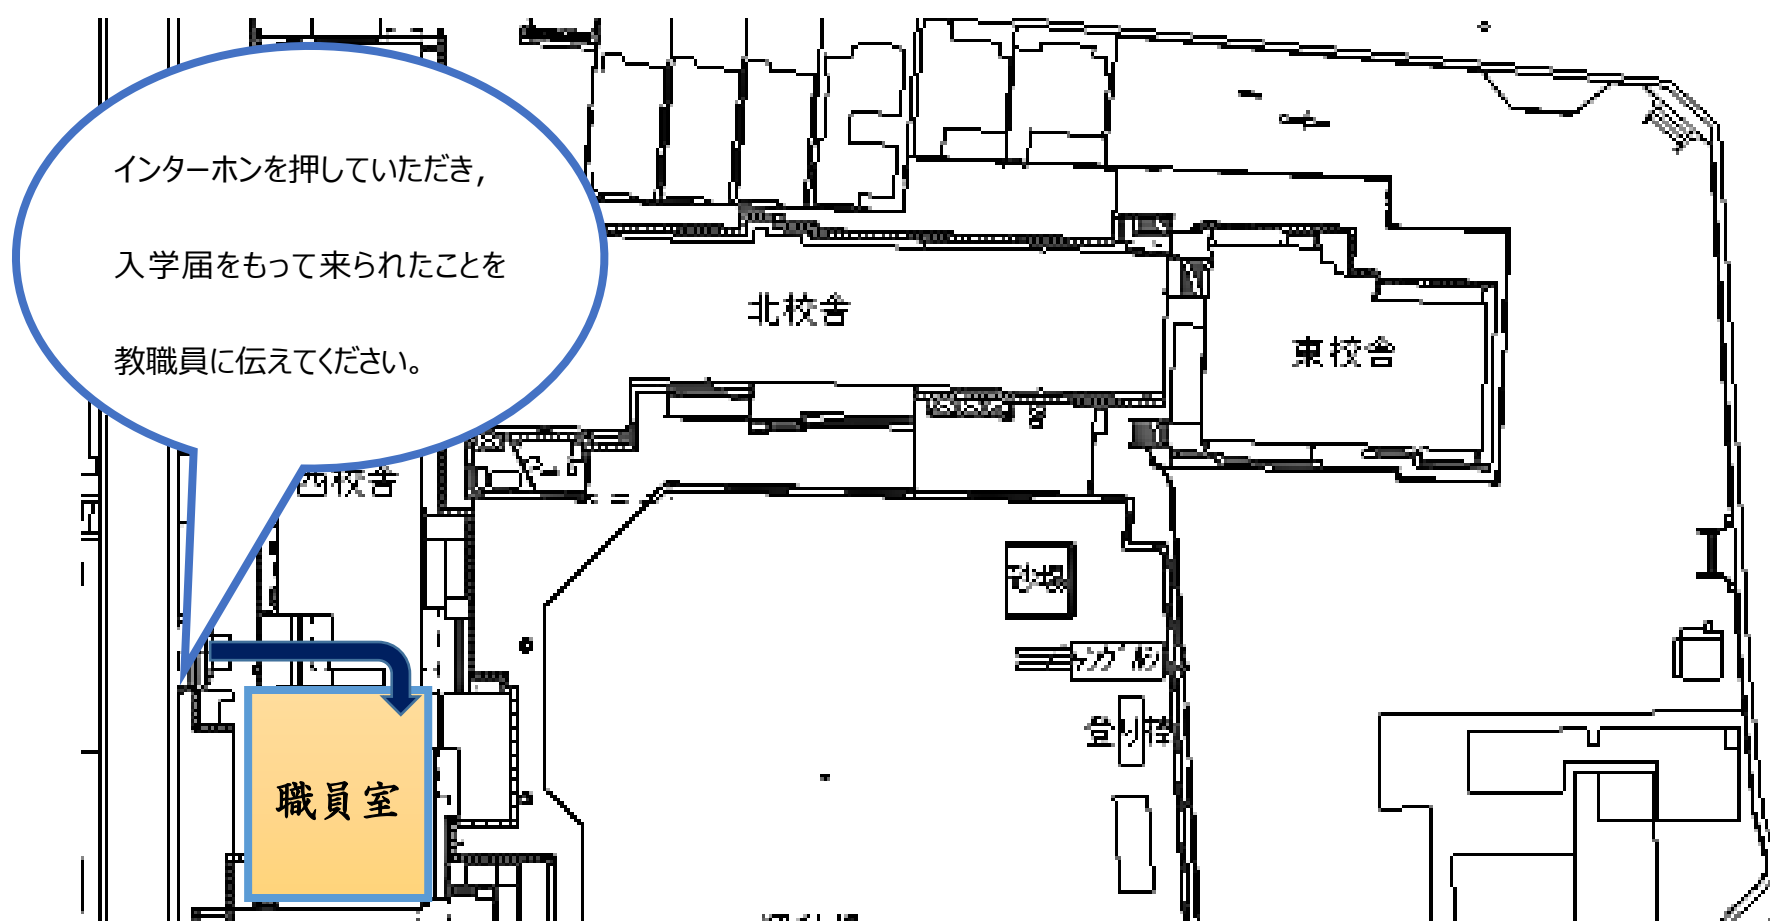 インターホンを押していただき,
入学届をもって来られたことを
教職員に伝えてください。
北校舎
東校舎
西校舎
砂場
登り棒
職員室